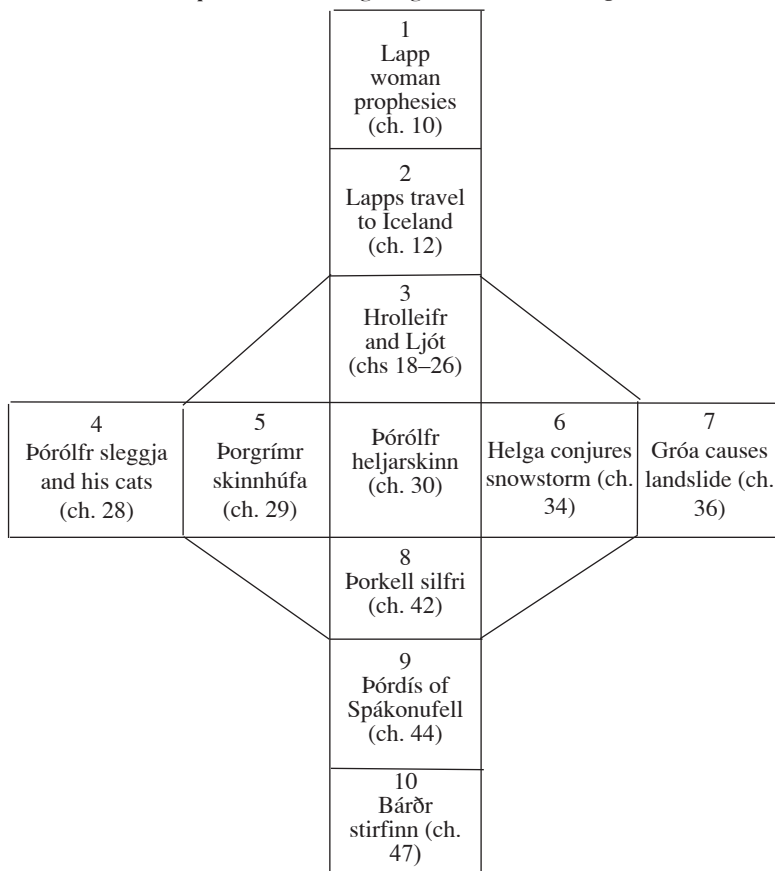 1
Lapp
woman
prophesies
(ch. 10)
2
Lapps travel
to Iceland
(ch. 12)
3
Hrolleifr
and Ljót
(chs 18–26)
4
Þórólfr sleggja
and his cats
(ch. 28)
5
Þorgrímr
skinnhúfa
(ch. 29)
Þórólfr
heljarskinn
(ch. 30)
6
Helga conjures
snowstorm (ch.
34)
7
Gróa causes
landslide (ch.
36)
8
Þorkell silfri
(ch. 42)
9
Þórdís of
Spákonufell
(ch. 44)
10
Bárðr
stirfinn (ch.
47)